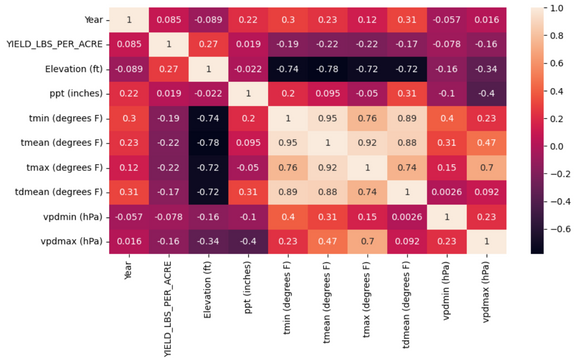 Year 1 0.085 -0.089 0.22 0.3 0.23 0.12 0.31 -0.057 0.016 1.0
YIELD_LBS_PER_ACRE 0.085 1 0.27 0.019 -0.19 -0.22 -0.22 -0.17 -0.078 -0.16 0.8
Elevation (ft) -0.089 0.27 1 -0.022 -0.74 -0.78 -0.72 -0.72 -0.16 -0.34 0.6
ppt (inches) 0.22 0.019 -0.022 1 0.2 0.095 -0.05 0.31 -0.1 -0.4 0.4
tmin (degrees F) 0.3 -0.19 -0.74 0.2 1 0.95 0.76 0.89 0.4 0.23 0.2
tmean (degrees F) 0.23 -0.22 -0.78 0.095 0.95 1 0.92 0.88 0.31 0.47 0.0
tmax (degrees F) 0.12 -0.22 -0.72 -0.05 0.76 0.92 1 0.74 0.15 0.7 -0.2
tdmean (degrees F) 0.31 -0.17 -0.72 0.31 0.89 0.88 0.74 1 0.0026 0.092 -0.4
vpdmin (hPa) -0.057 -0.078 -0.16 -0.1 0.4 0.31 0.15 0.0026 1 0.23 -0.6
vpdmax (hPa) 0.016 -0.16 -0.34 -0.4 0.23 0.47 0.7 0.092 0.23 1
Year
YIELD_LBS_PER_ACRE
Elevation (ft)
ppt (inches)
tmin (degrees F)
tmean (degrees F)
tmax (degrees F)
tdmean (degrees F)
vpdmin (hPa)
vpdmax (hPa)